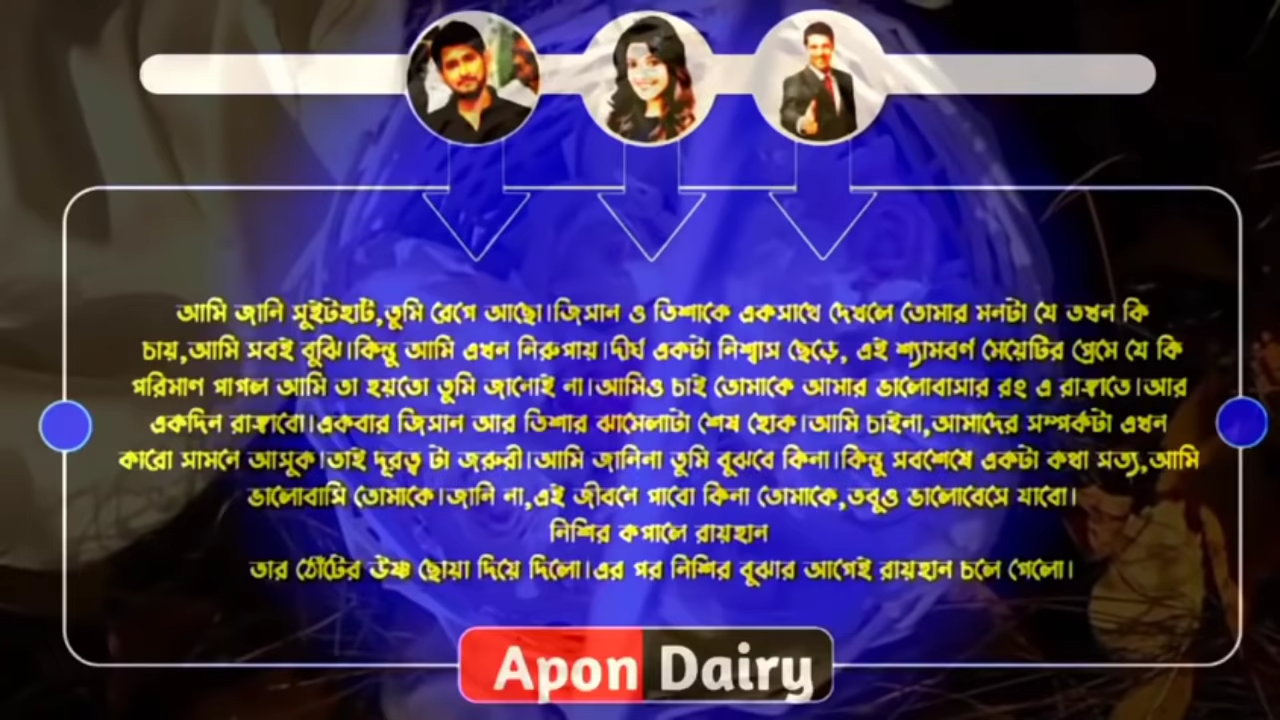 আমি জানি সুইটহার্ট,তুমি রেগে আছো।জিসান ও তিশাকে একসাথে দেখলে তোমার মনটা যে তখন কি
চায়,আমি সবই বুঝি।কিন্তু আমি এখন নিরুপায়।দীর্ঘ একটা নিশ্বাস ছেড়ে, এই শ্যামবর্ণ মেয়েটির প্রেমে যে কি
পরিমাণ পাগল আমি তা হয়তো তুমি জানোই না।আমিও চাই তোমাকে আমার ভালোবাসার রং এ রাঙ্গাতে।আর
একদিন রাঙ্গাবো।একবার জিসান আর তিশার ঝামেলাটা শেষ হোক।আমি চাইনা,আমাদের সম্পর্কটা এখন
কারো সামনে আসুক।তাই দূরত্ব টা জরুরী।আমি জানিনা তুমি বুঝবে কিনা।কিন্তু সবশেষে একটা কথা সত্য,আমি
ভালোবাসি তোমাকে।জানি না,এই জীবনে পাবো কিনা তোমাকে,তবুও ভালোবেসে যাবো।
নিশির কপালে রায়হান
তার ঠোঁটের উষ্ণ ছোয়া দিয়ে দিলো।এর পর নিশির বুঝার আগেই রায়হান চলে গেলো।
Apon Dairy